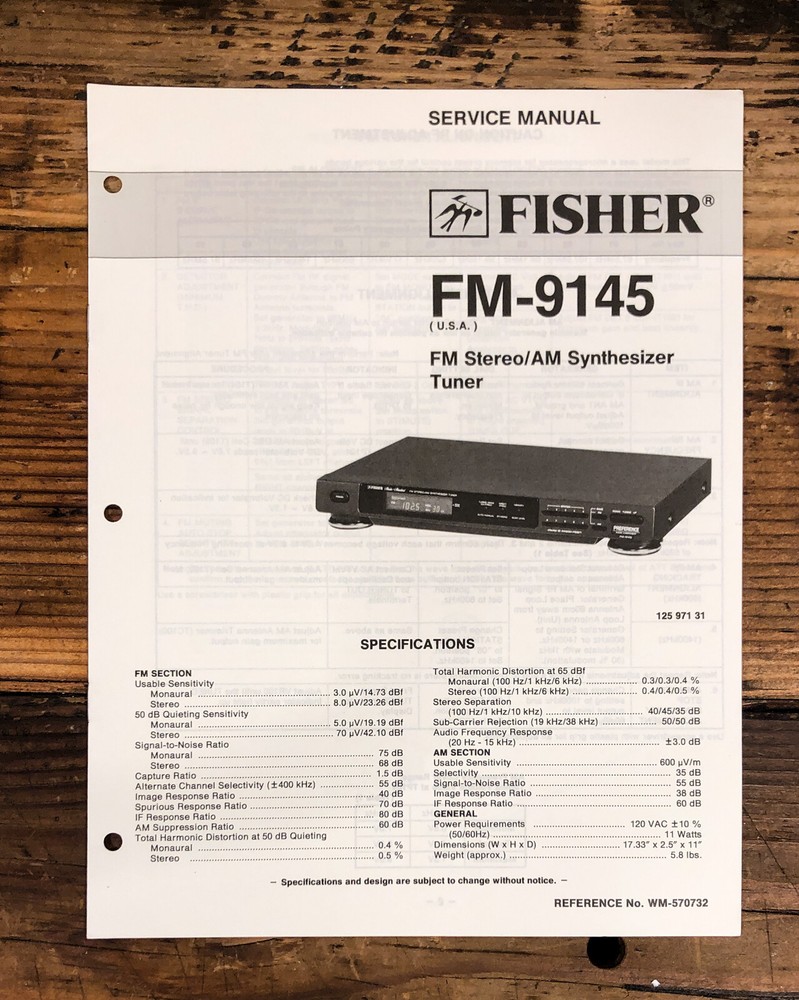 SERVICE MANUAL
FISHER®
FM-9145
( U.S.A. )
FM Stereo/AM Synthesizer
Tuner
FISHER
FM STEREO/AM SYNTHESIZER TUNER
102.5
125 971 31
SPECIFICATIONS
FM SECTION
Usable Sensitivity
Monaural ........ 3.0 µV/14.73 dBf
Stereo ........ 8.0 µV/23.26 dBf
50 dB Quieting Sensitivity
Monaural ........ 5.0 µV/19.19 dBf
Stereo ........ 70 µV/42.10 dBf
Signal-to-Noise Ratio
Monaural ........ 75 dB
Stereo ........ 68 dB
Capture Ratio ........ 1.5 dB
Alternate Channel Selectivity (±400 kHz) ........ 55 dB
Image Response Ratio ........ 40 dB
Spurious Response Ratio ........ 70 dB
IF Response Ratio ........ 80 dB
AM Suppression Ratio ........ 60 dB
Total Harmonic Distortion at 50 dB Quieting
Monaural ........ 0.4 %
Stereo ........ 0.5 %
Total Harmonic Distortion at 65 dBf
Monaural (100 Hz/1 kHz/6 kHz) ........ 0.3/0.3/0.4 %
Stereo (100 Hz/1 kHz/6 kHz) ........ 0.4/0.4/0.5 %
Stereo Separation
(100 Hz/1 kHz/10 kHz) ........ 40/45/35 dB
Sub-Carrier Rejection (19 kHz/38 kHz) ........ 50/50 dB
Audio Frequency Response
(20 Hz - 15 kHz) ........ ±3.0 dB
AM SECTION
Usable Sensitivity ........ 600 µV/m
Selectivity ........ 35 dB
Signal-to-Noise Ratio ........ 55 dB
Image Response Ratio ........ 38 dB
IF Response Ratio ........ 60 dB
GENERAL
Power Requirements ........ 120 VAC ±10 %
(50/60Hz) ........ 11 Watts
Dimensions (W x H x D) ........ 17.33″ x 2.5″ x 11″
Weight (approx.) ........ 5.8 lbs.
– Specifications and design are subject to change without notice. –
REFERENCE No. WM-570732